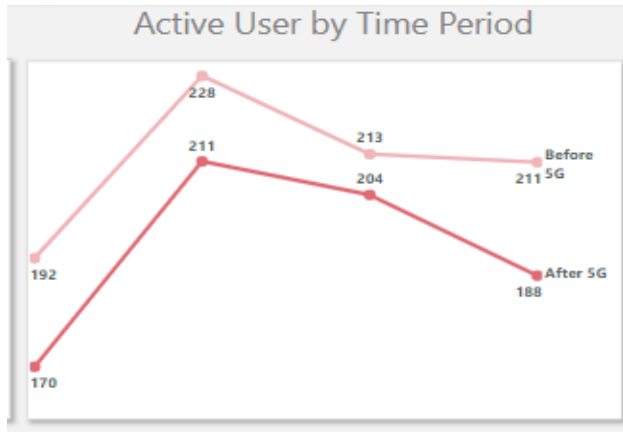 Active User by Time Period
228
213
211
Before
5G
211
204
192
After 5G
188
170